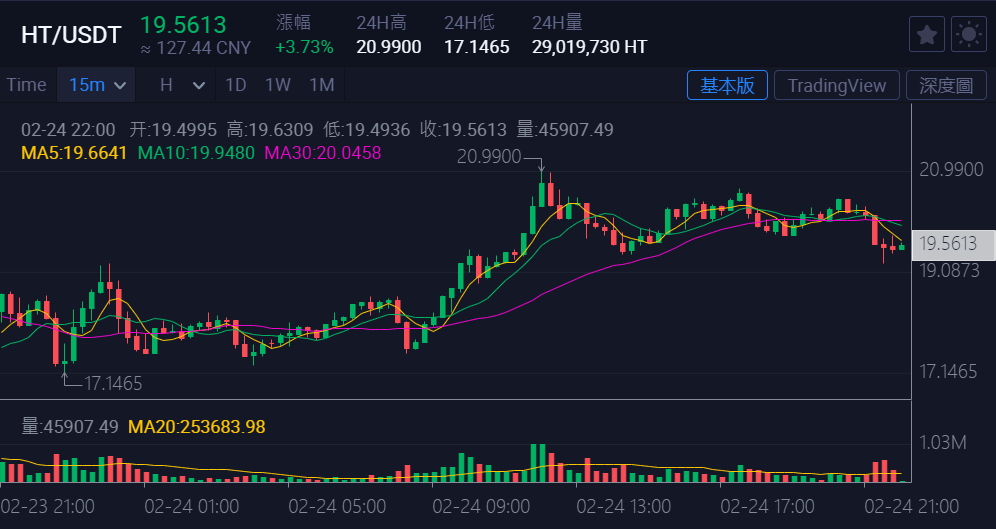 HT/USDT 19.5613 漲幅 24H高 24H低 24H量
≈ 127.44 CNY +3.73% 20.9900 17.1465 29,019,730 HT
Time 15m H 1D 1W 1M 基本版 TradingView 深度圖
02-24 22:00 开:19.4995 高:19.6309 低:19.4936 收:19.5613 量:45907.49
MA5:19.6641 MA10:19.9480 MA30:20.0458
20.9900
20.9900
19.5613
19.0873
17.1465
17.1465
量:45907.49 MA20:253683.98
1.03M
02-23 21:00 02-24 01:00 02-24 05:00 02-24 09:00 02-24 13:00 02-24 17:00 02-24 21:00